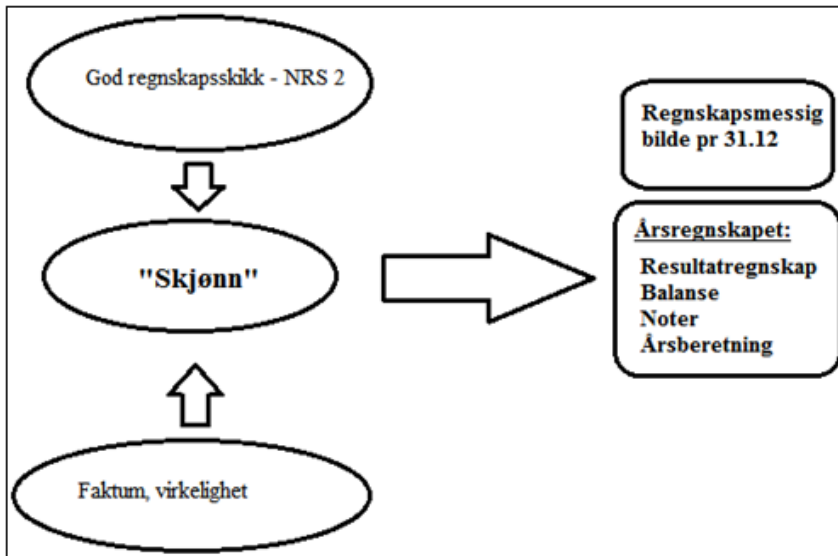 God regnskapsskikk - NRS 2
"Skjønn"
Faktum, virkelighet
Regnskapsmessig
bilde pr 31.12
Årsregnskapet:
Resultatregnskap
Balanse
Noter
Årsberetning